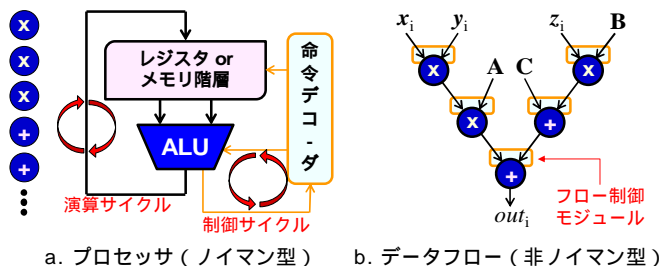 x
x
x
+
+
レジスタ or
メモリ階層
ALU
命令デコーダ
演算サイクル
制御サイクル
a. プロセッサ（ノイマン型）
xi yi
zi B
x
x
A C
x
+
+
outi
フロー制御
モジュール
b. データフロー（非ノイマン型）